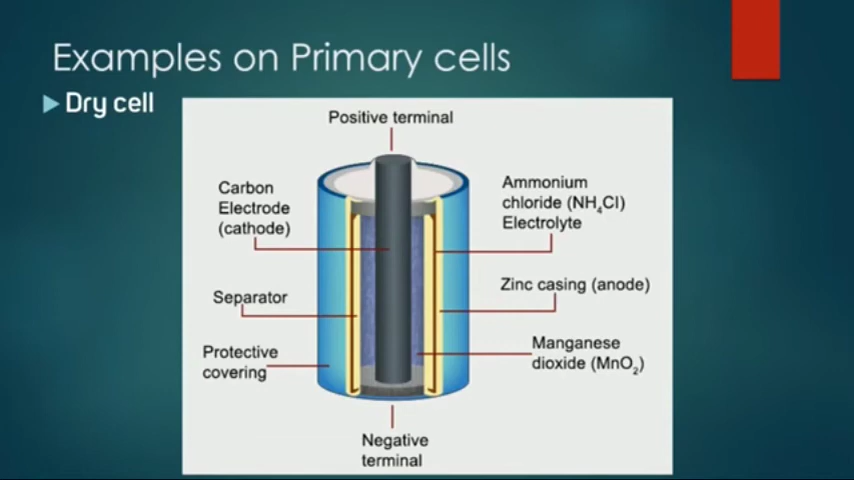 Examples on Primary cells
Dry cell
Positive terminal
Carbon
Electrode
(cathode)
Ammonium
chloride (NH₄Cl)
Electrolyte
Separator
Zinc casing (anode)
Protective
covering
Manganese
dioxide (MnO₂)
Negative
terminal